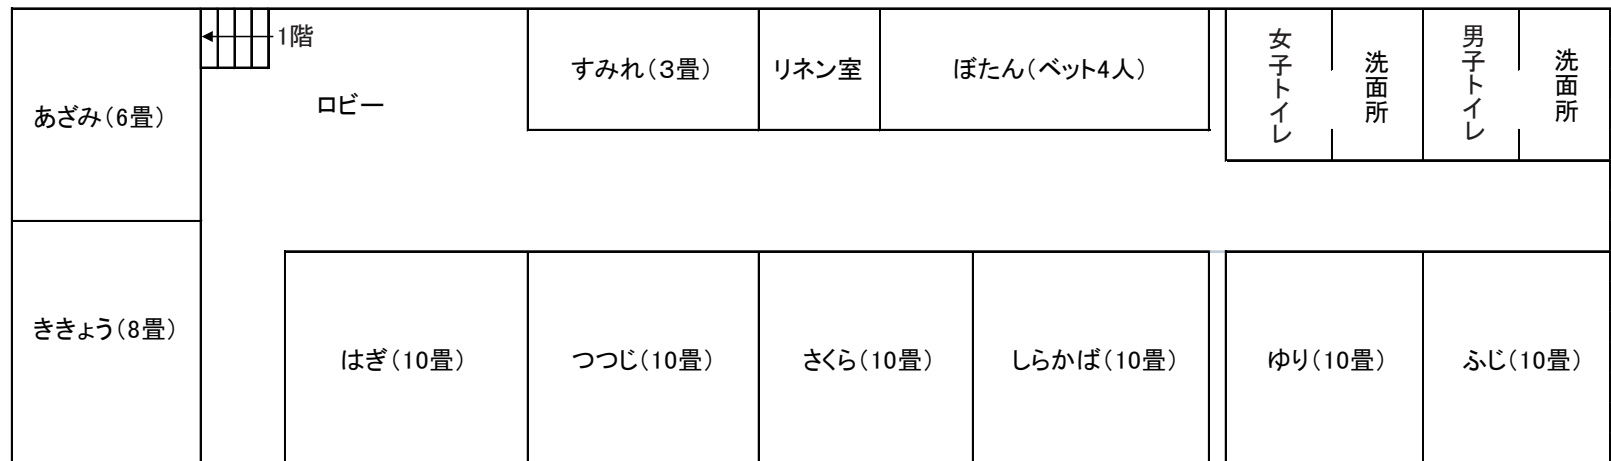 1階
ロビー
あざみ（6畳）
ききょう（8畳）
すみれ（３畳）
リネン室
ぼたん（ベット4人）
女子トイレ
洗面所
男子トイレ
洗面所
はぎ（10畳）
つつじ（10畳）
さくら（10畳）
しらかば（10畳）
ゆり（10畳）
ふじ（10畳）